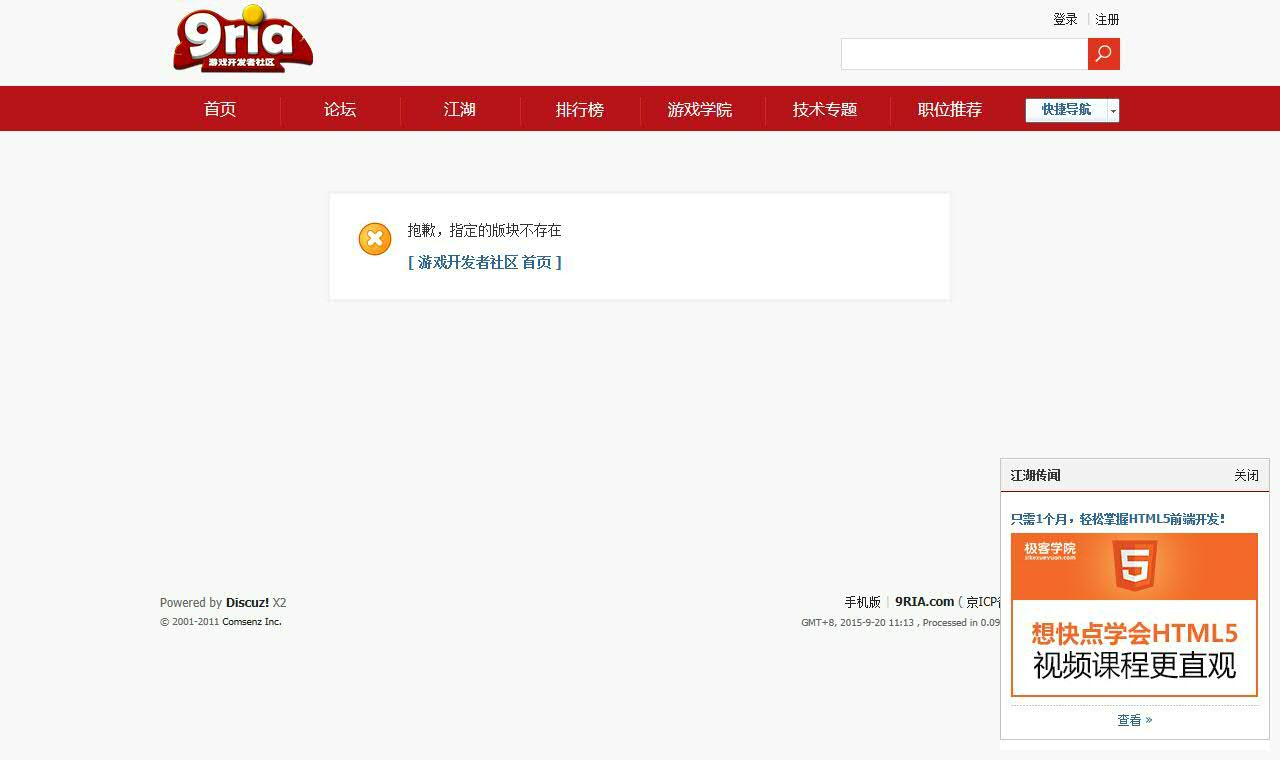 9ria
游戏开发者社区
登录 | 注册
首页 论坛 江湖 排行榜 游戏学院 技术专题 职位推荐 快捷导航
抱歉，指定的版块不存在
[ 游戏开发者社区 首页 ]
江湖传闻 关闭
只需1个月，轻松掌握HTML5前端开发!
极客学院
jikexueyuan.com
5
想快点学会HTML5
视频课程更直观
查看 »
Powered by Discuz! X2
© 2001-2011 Comsenz Inc.
手机版 | 9RIA.com ( 京ICP
GMT+8, 2015-9-20 11:13 , Processed in 0.09